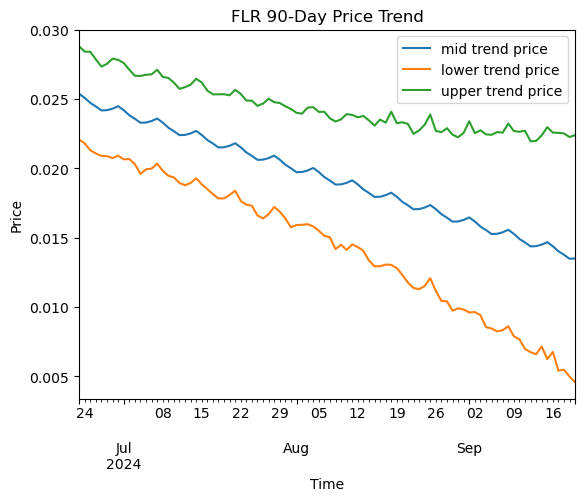 FLR 90-Day Price Trend
mid trend price
lower trend price
upper trend price
Price
0.030
0.025
0.020
0.015
0.010
0.005
24 08 15 22 29 05 12 19 26 02 09 16
Jul Aug Sep
2024
Time